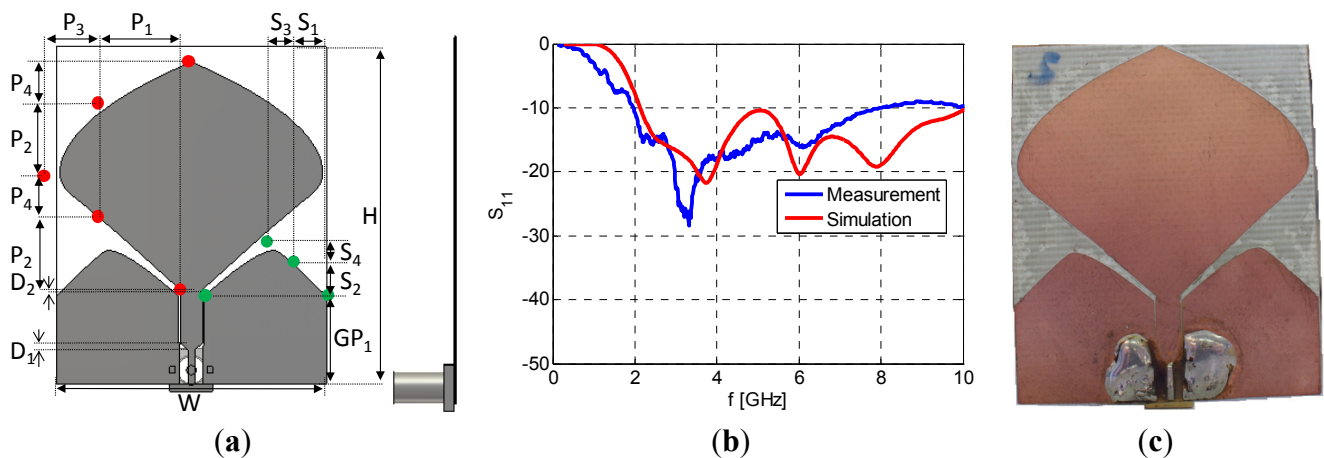 P3 P1 S3 S1
P4
P2
P4
P2
D2
D1
H
S4
S2
GP1
W
(a)
0
-10
-20
-30
-40
-50
S11
0 2 4 6 8 10
f [GHz]
Measurement
Simulation
(b)
(c)